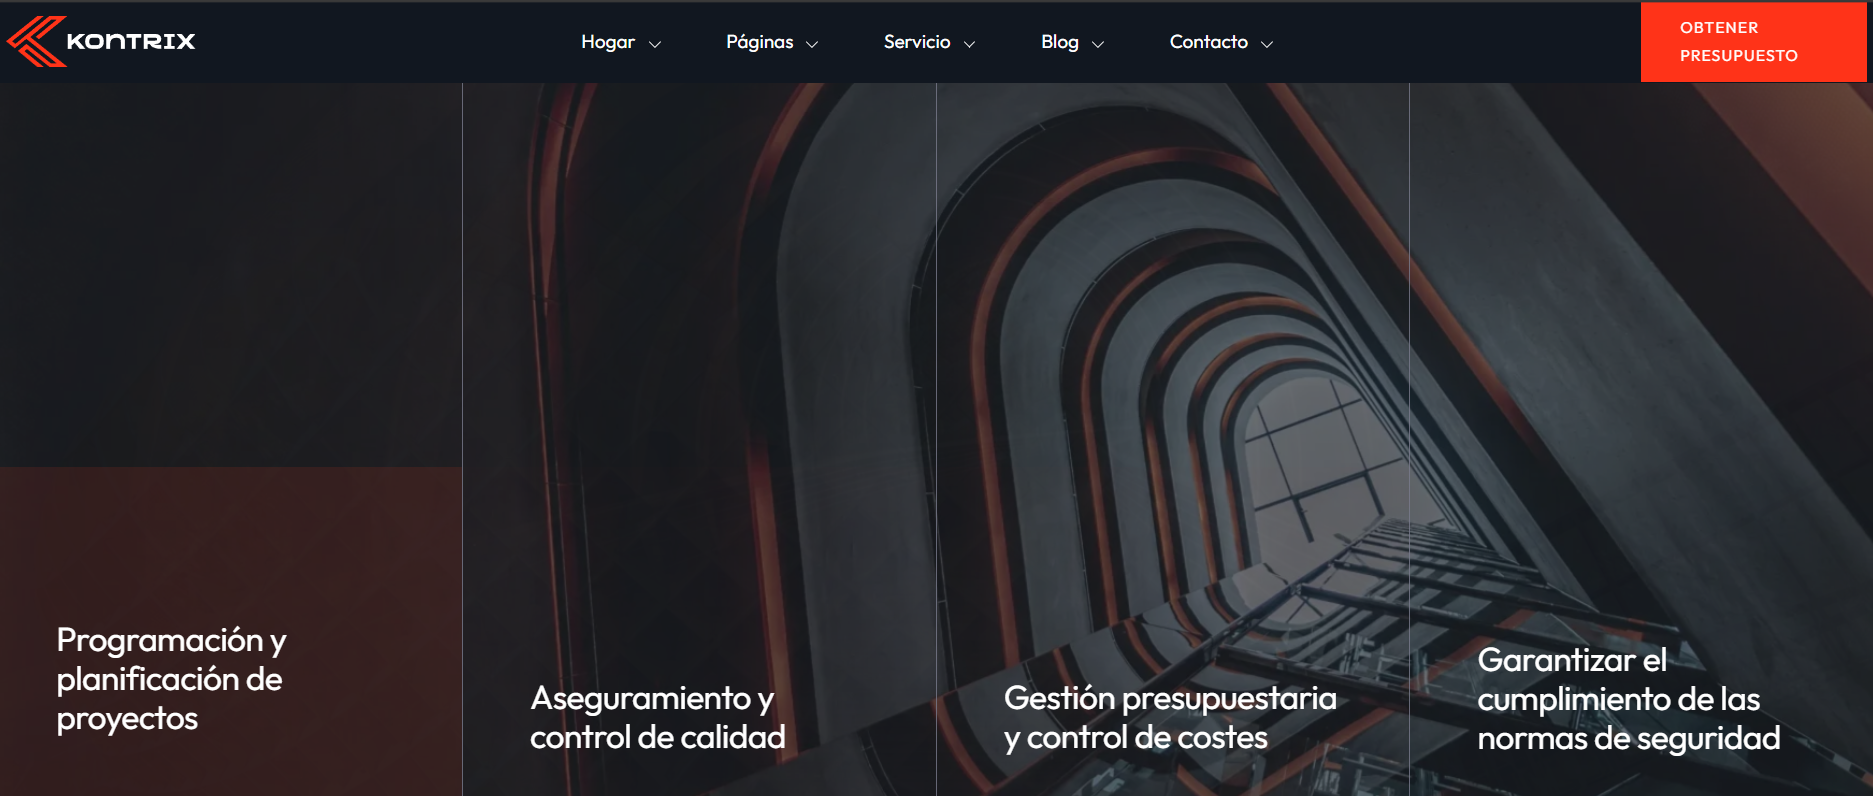 KONTRIX
Hogar
Páginas
Servicio
Blog
Contacto
OBTENER
PRESUPUESTO
Programación y
planificación de
proyectos
Aseguramiento y
control de calidad
Gestión presupuestaria
y control de costes
Garantizar el
cumplimiento de las
normas de seguridad